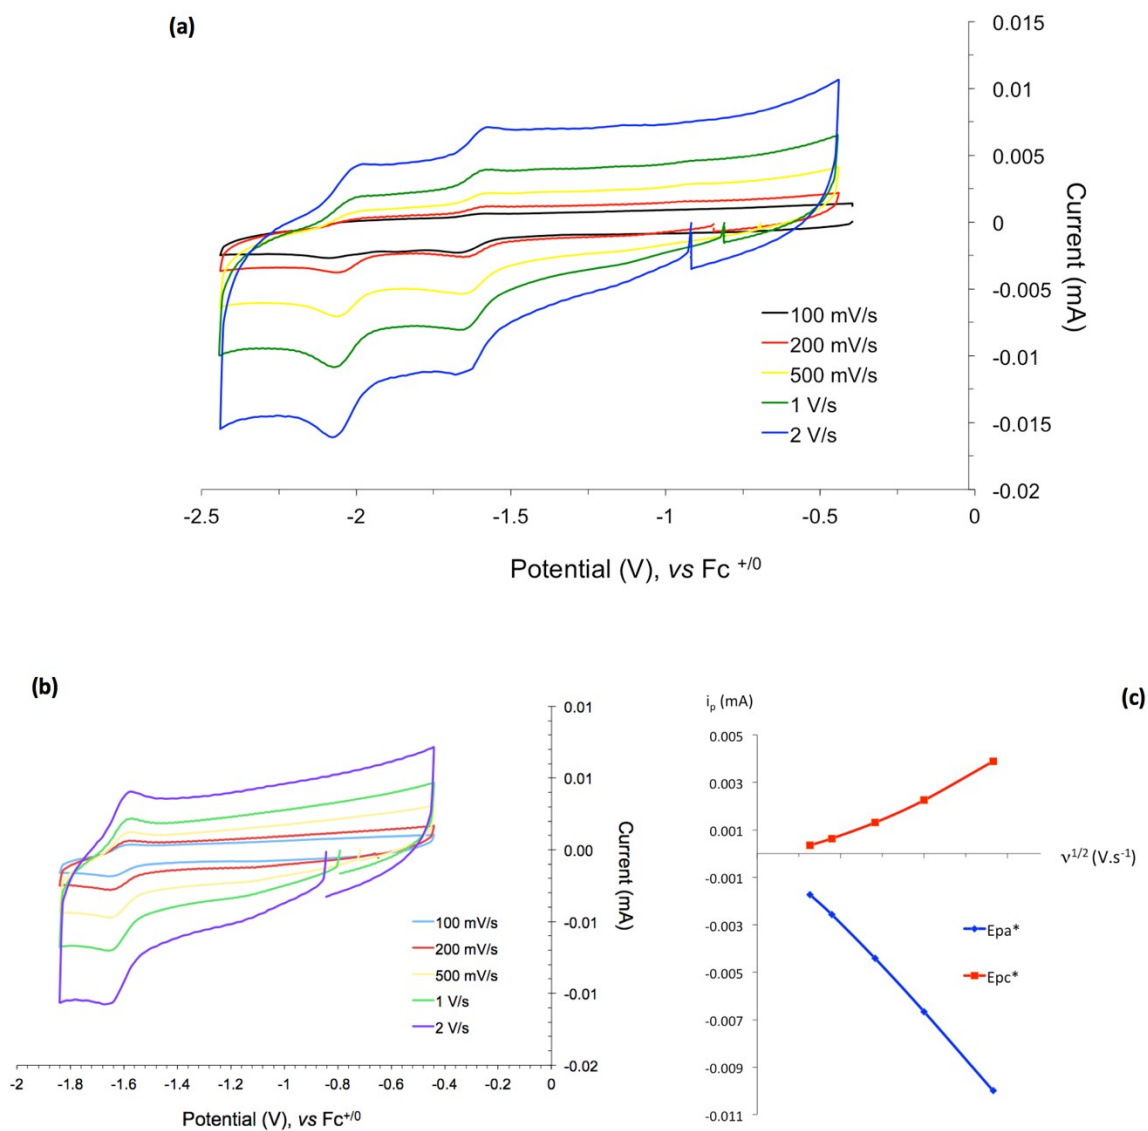 (a)
0.015
0.01
0.005
0
-0.005
-0.01
-0.015
-0.02
Current (mA)
100 mV/s
200 mV/s
500 mV/s
1 V/s
2 V/s
-2.5 -2 -1.5 -1 -0.5 0
Potential (V), vs Fc +/0
(b)
0.01
0.01
0.00
-0.01
-0.01
-0.02
Current (mA)
100 mV/s
200 mV/s
500 mV/s
1 V/s
2 V/s
-2 -1.8 -1.6 -1.4 -1.2 -1 -0.8 -0.6 -0.4 -0.2 0
Potential (V), vs Fc+/0
(c)
ip (mA)
0.005
0.003
0.001
-0.001
-0.003
-0.005
-0.007
-0.009
-0.011
ν1/2 (V.s-1)
Epa*
Epc*